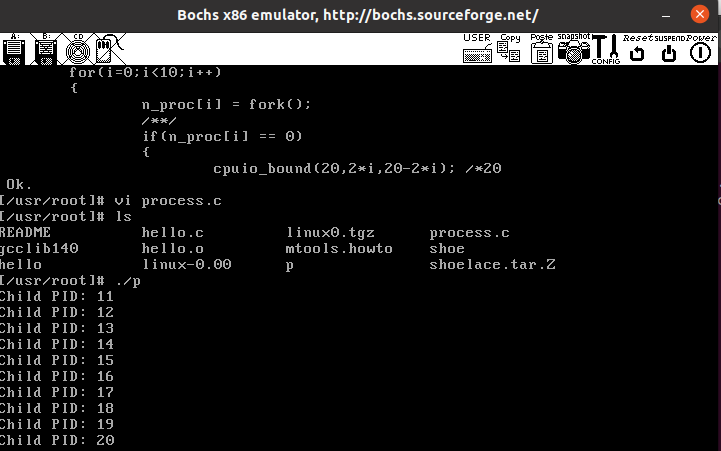 Bochs x86 emulator, http://bochs.sourceforge.net/
A: B: CD USER Copy Paste snapshot CONFIG Reset SUSPEND Power
for(i=0;i<10;i++)
{
n_proc[i] = fork();
/**/
if(n_proc[i] == 0)
{
cpuio_bound(20,2*i,20-2*i); /*20
Ok.
[/usr/root]# vi process.c
[/usr/root]# ls
README hello.c linux0.tgz process.c
gcclib140 hello.o mtools.howto shoe
hello linux-0.00 p shoelace.tar.Z
[/usr/root]# ./p
Child PID: 11
Child PID: 12
Child PID: 13
Child PID: 14
Child PID: 15
Child PID: 16
Child PID: 17
Child PID: 18
Child PID: 19
Child PID: 20